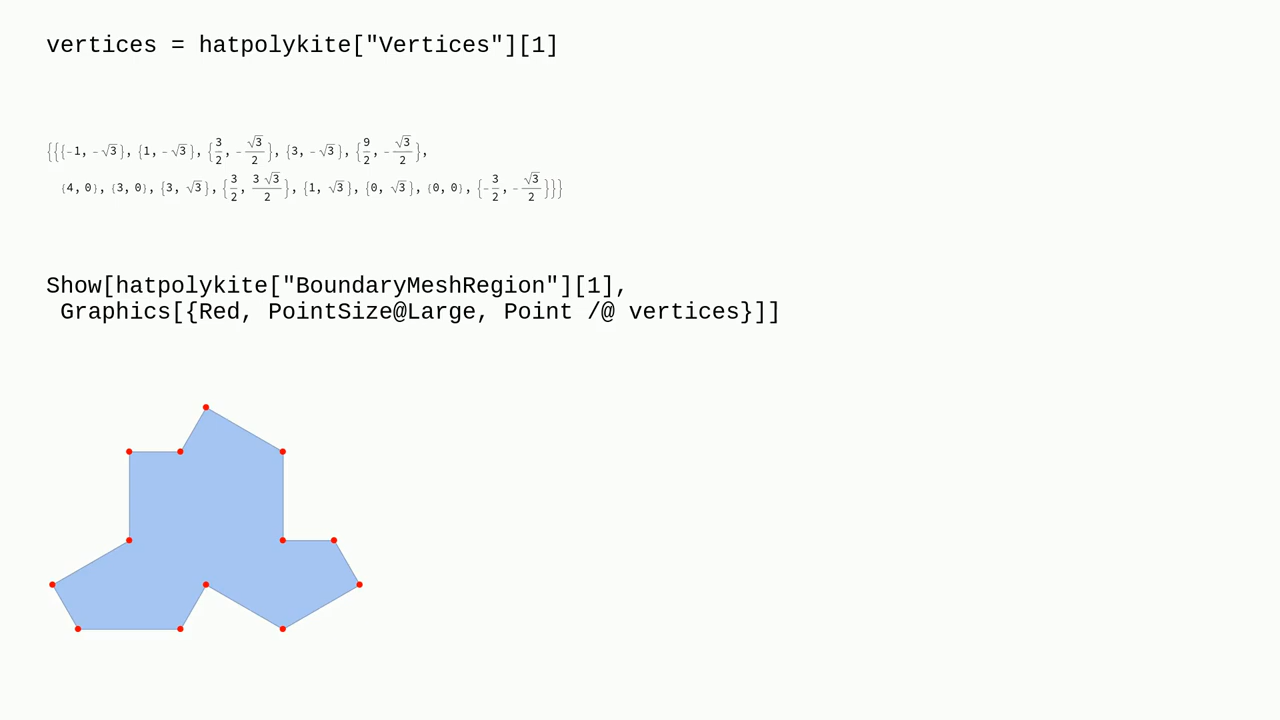 vertices = hatpolykite["Vertices"][1]
{{{-1, -√3}, {1, -√3}, {3/2, -√3/2}, {3, -√3}, {9/2, -√3/2},
{4, 0}, {3, 0}, {3, √3}, {3/2, 3 √3/2}, {1, √3}, {0, √3}, {0, 0}, {-3/2, -√3/2}}}
Show[hatpolykite["BoundaryMeshRegion"][1],
Graphics[{Red, PointSize@Large, Point /@ vertices}]]